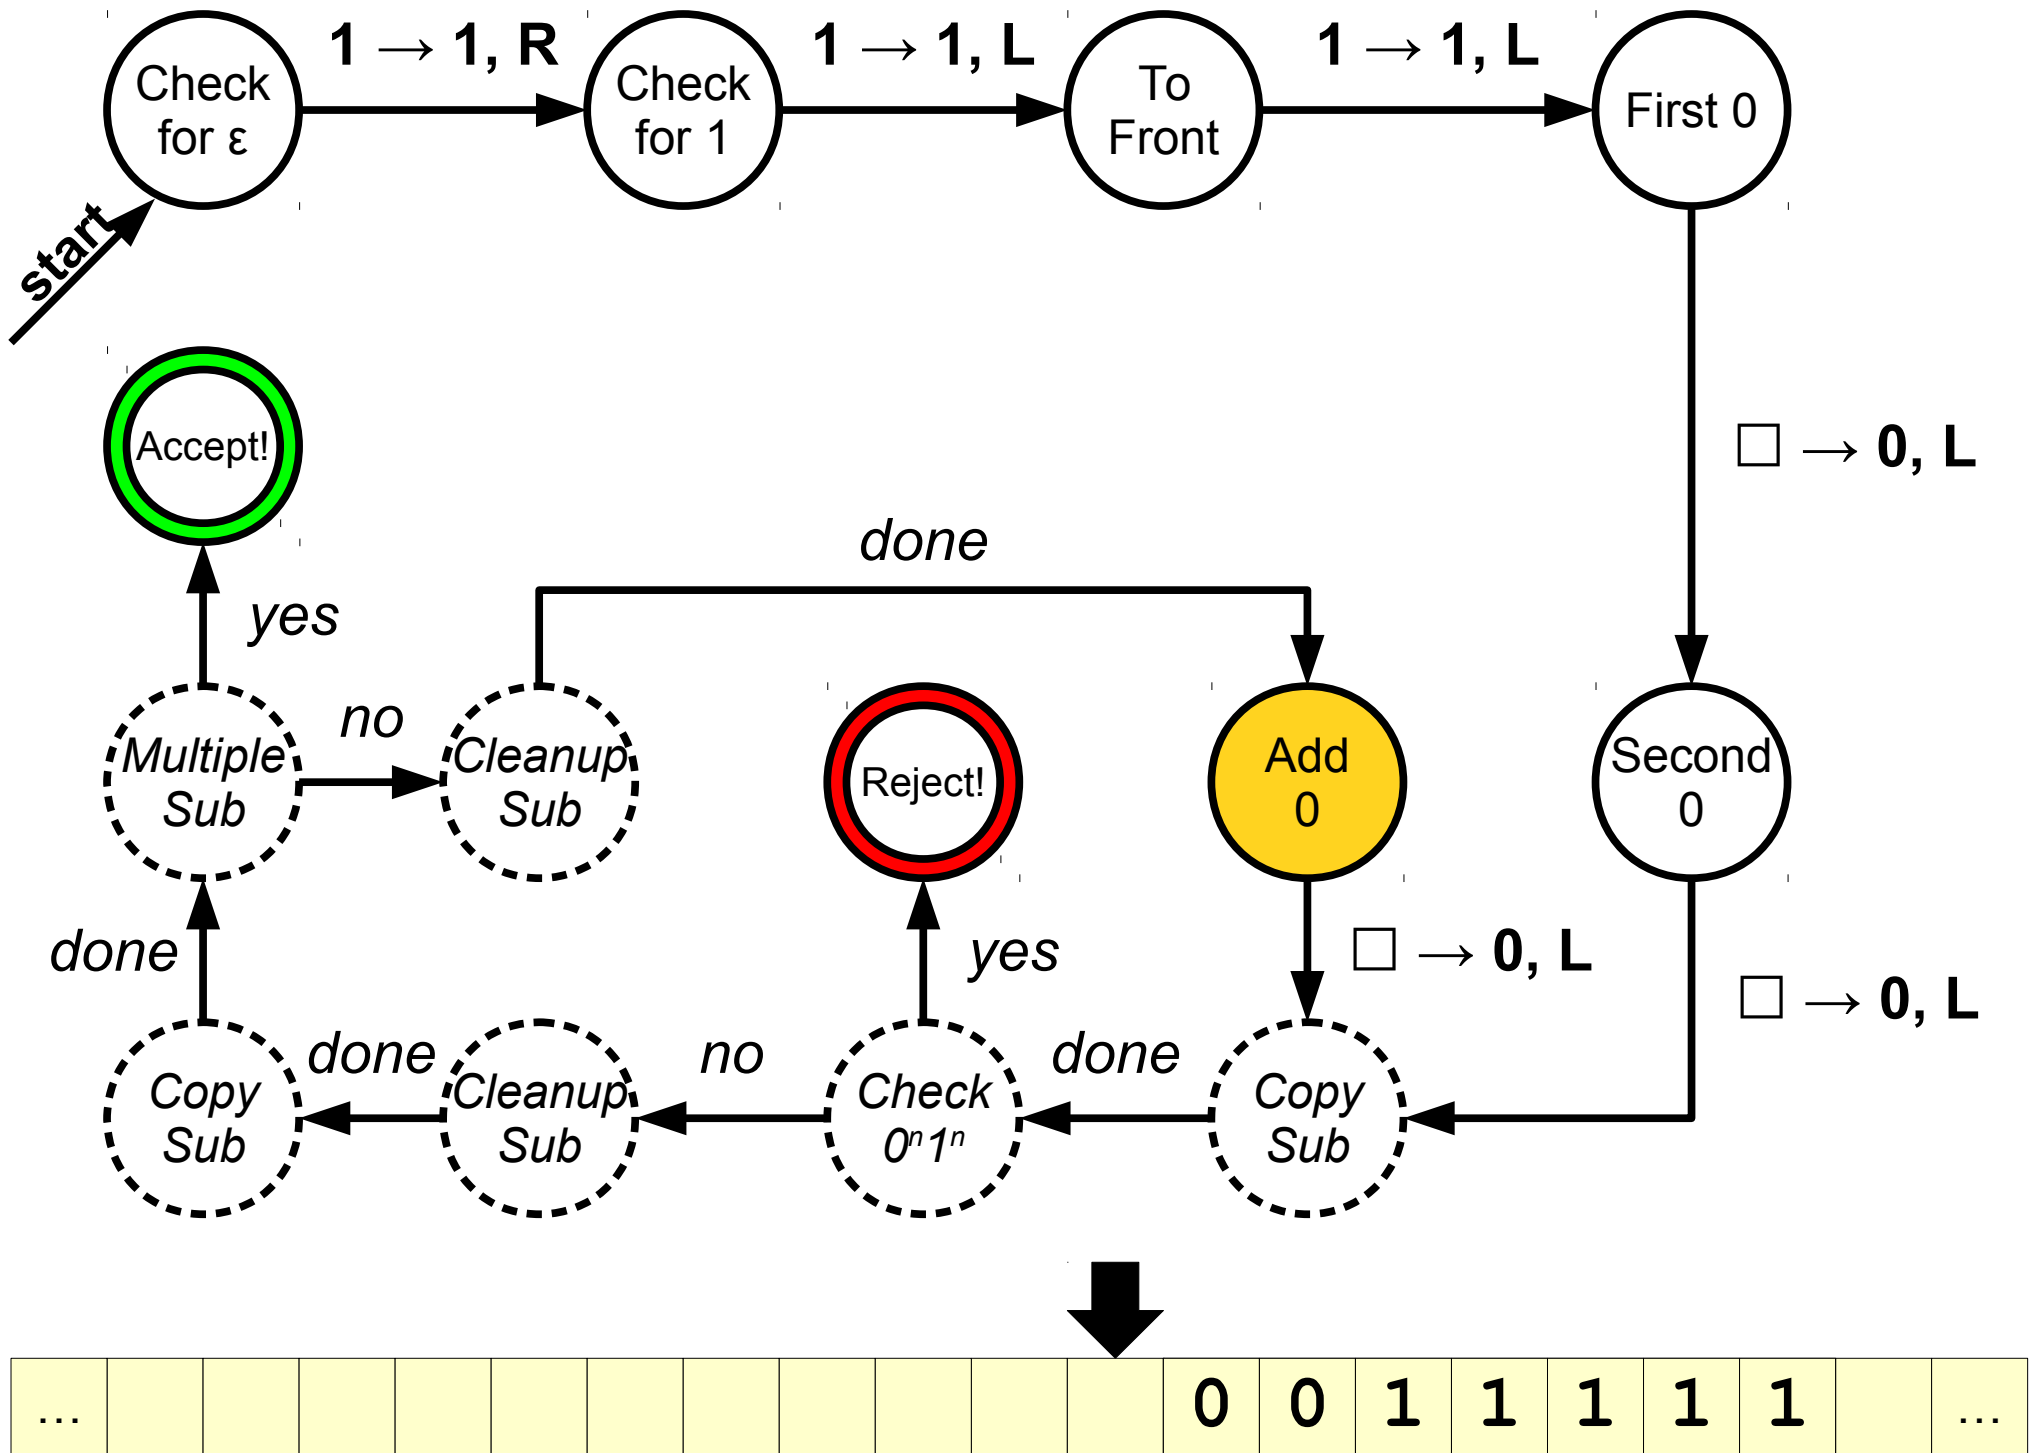 1 → 1, R
1 → 1, L
1 → 1, L
Check
for ε
Check
for 1
To
Front
First 0
start
□ → 0, L
Accept!
done
yes
no
Multiple
Sub
Cleanup
Sub
Reject!
Add
0
Second
0
done
yes
□ → 0, L
□ → 0, L
done
no
done
Copy
Sub
Cleanup
Sub
Check
0ⁿ1ⁿ
Copy
Sub
... 0 0 1 1 1 1 1 ...